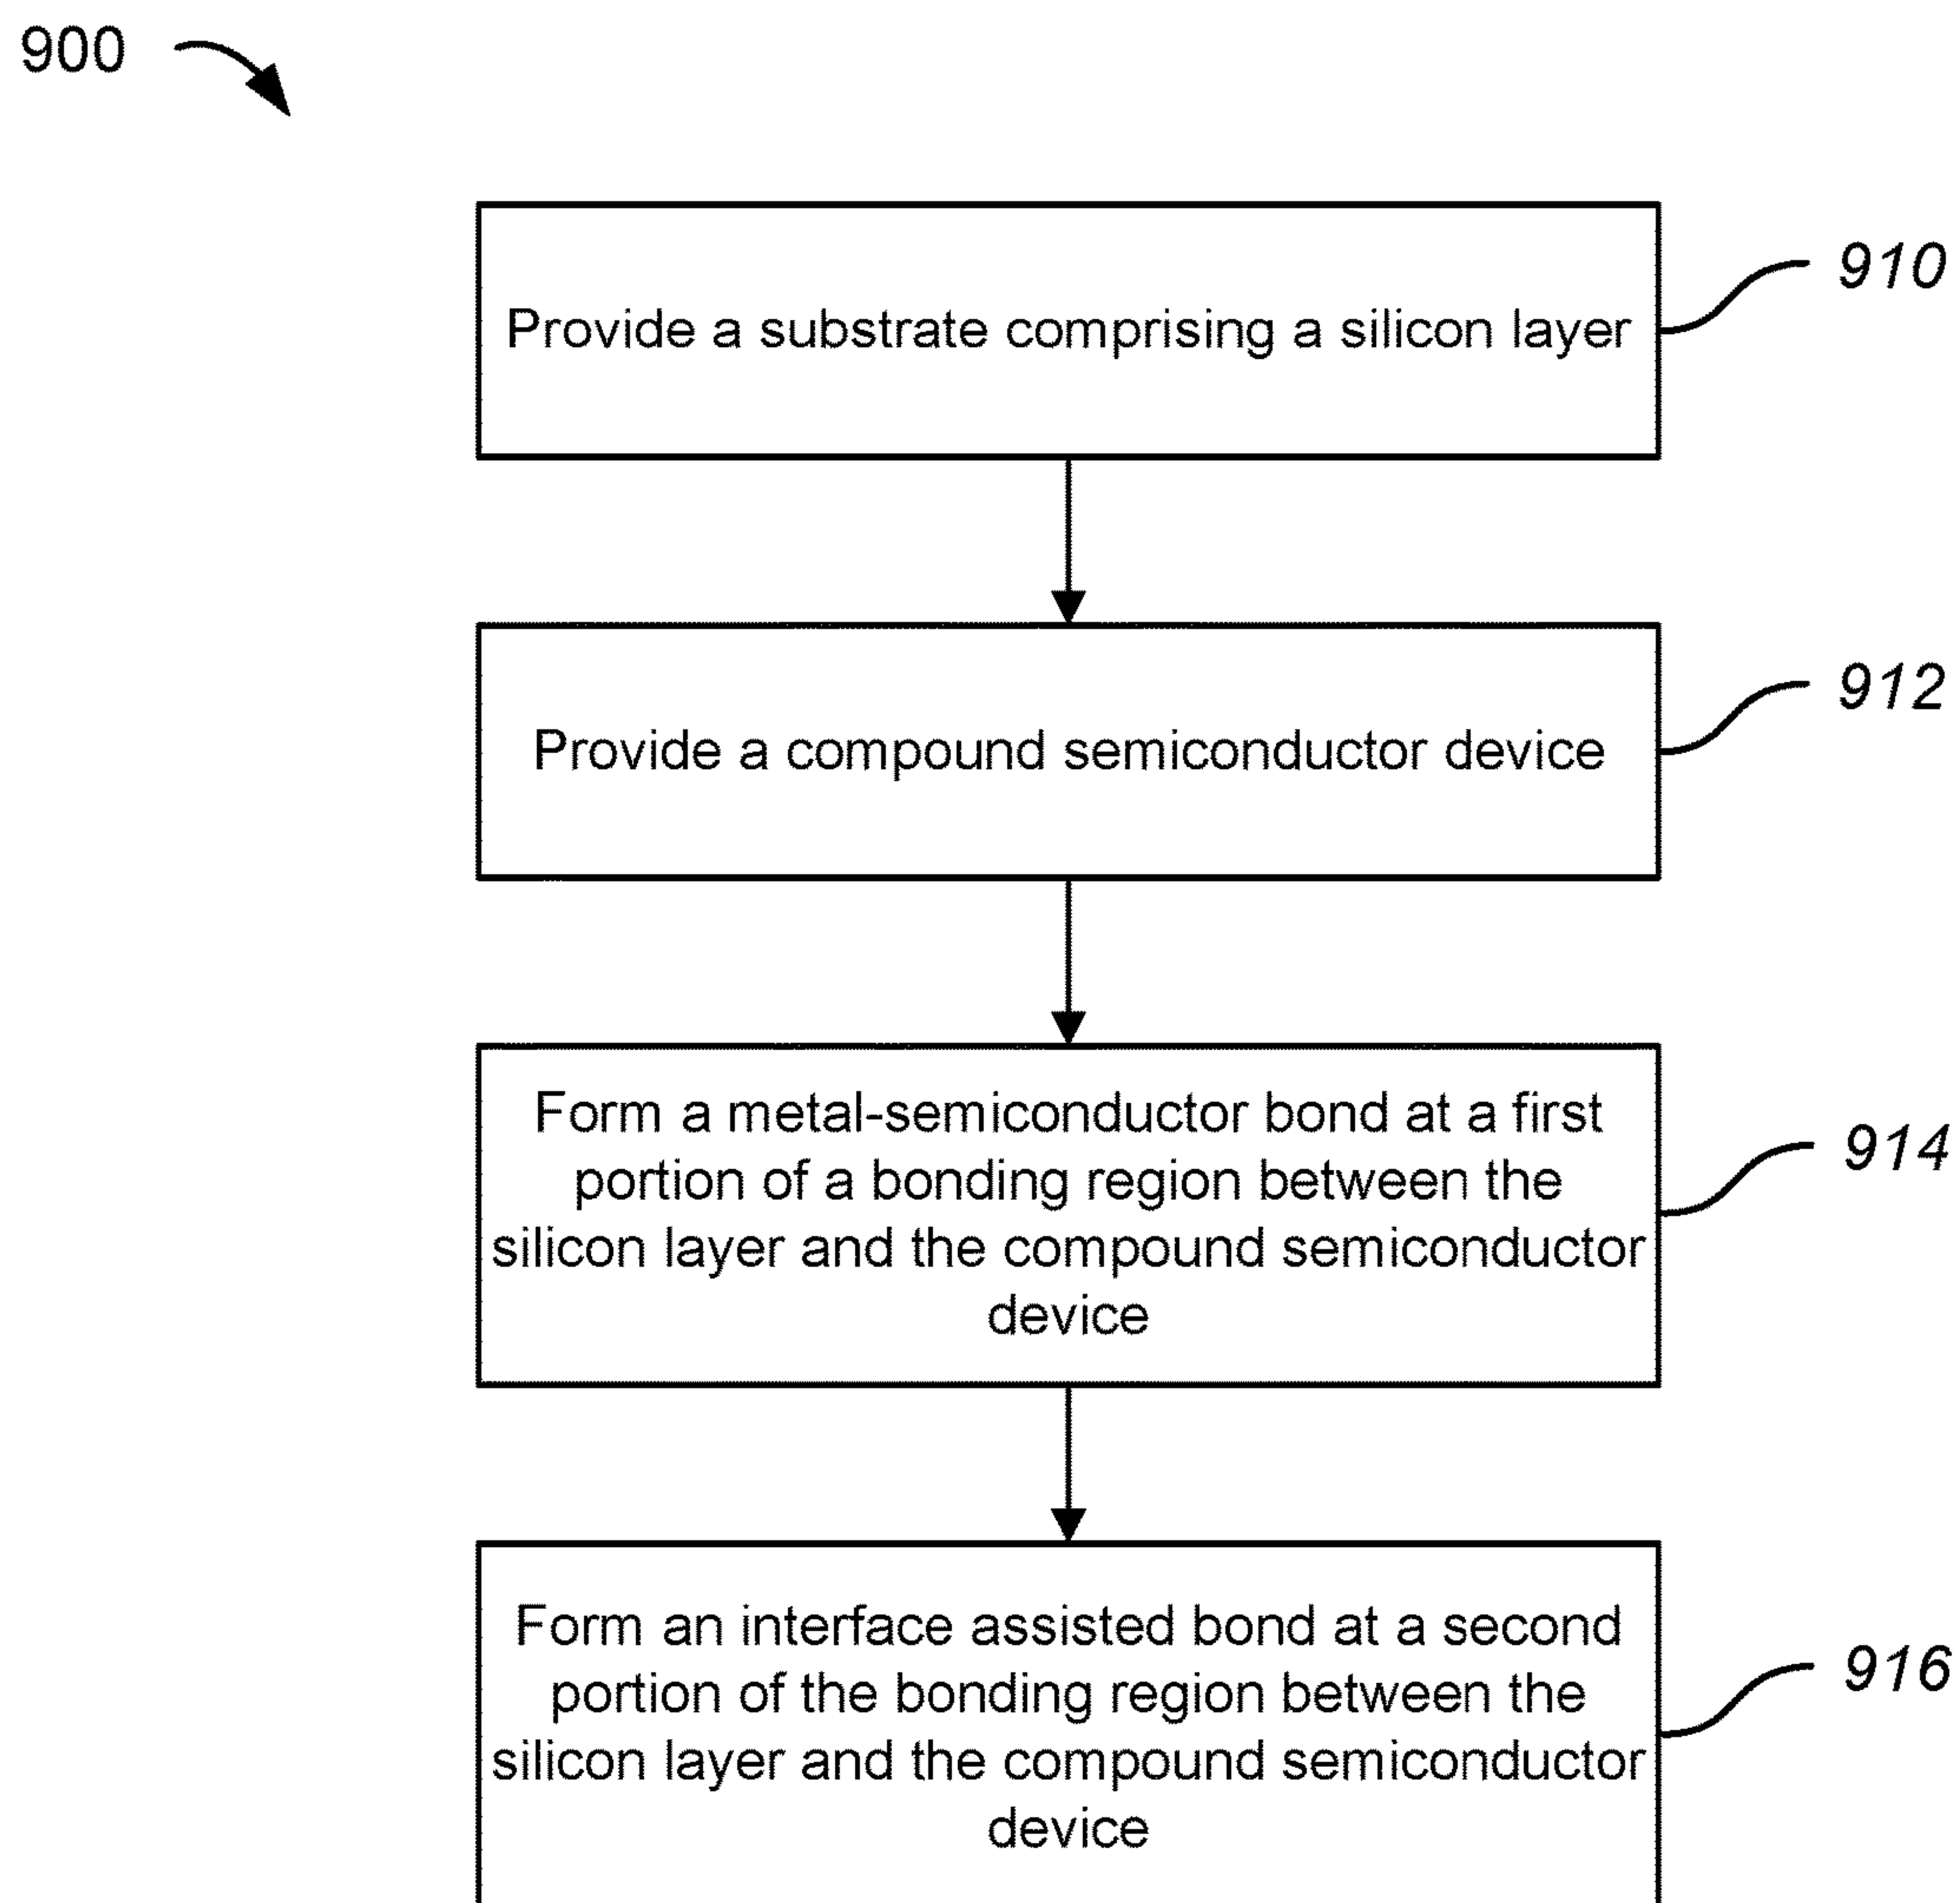 900
Provide a substrate comprising a silicon layer
910
Provide a compound semiconductor device
912
Form a metal-semiconductor bond at a first
portion of a bonding region between the
silicon layer and the compound semiconductor
device
914
Form an interface assisted bond at a second
portion of the bonding region between the
silicon layer and the compound semiconductor
device
916